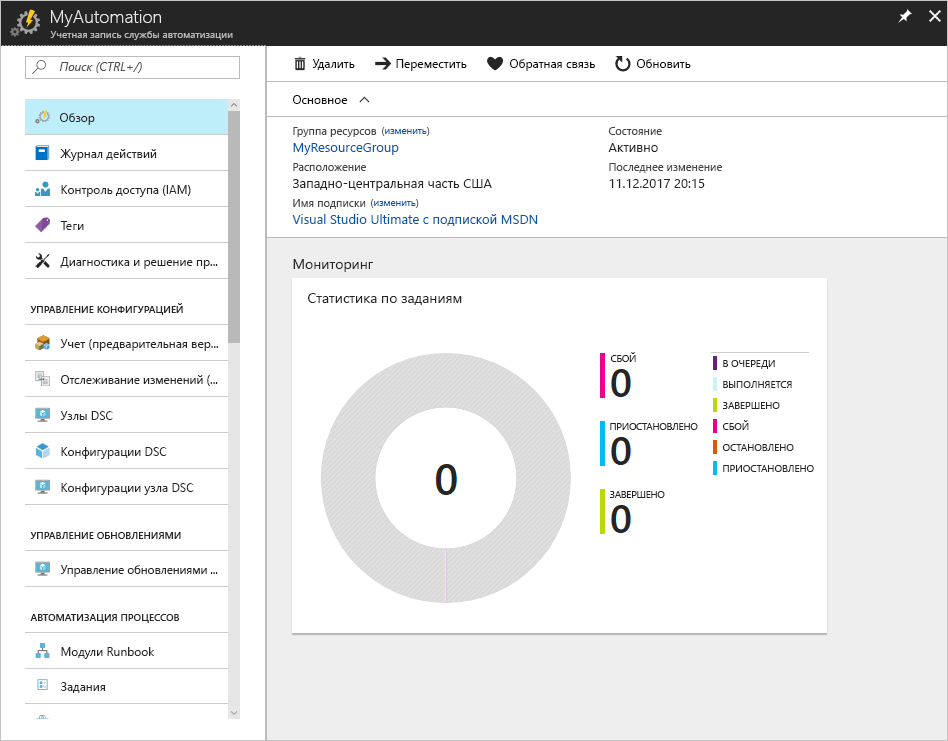 MyAutomation
Учетная запись службы автоматизации
Поиск (CTRL+/)
Обзор
Журнал действий
Контроль доступа (IAM)
Теги
Диагностика и решение пр...
УПРАВЛЕНИЕ КОНФИГУРАЦИЕЙ
Учет (предварительная вер...
Отслеживание изменений (...
Узлы DSC
Конфигурации DSC
Конфигурации узла DSC
УПРАВЛЕНИЕ ОБНОВЛЕНИЯМИ
Управление обновлениями ...
АВТОМАТИЗАЦИЯ ПРОЦЕССОВ
Модули Runbook
Задания
Удалить Переместить Обратная связь Обновить
Основное
Группа ресурсов (изменить)
MyResourceGroup
Расположение
Западно-центральная часть США
Имя подписки (изменить)
Visual Studio Ultimate с подпиской MSDN
Состояние
Активно
Последнее изменение
11.12.2017 20:15
Мониторинг
Статистика по заданиям
0
СБОЙ
0
ПРИОСТАНОВЛЕНО
0
ЗАВЕРШЕНО
0
В ОЧЕРЕДИ
ВЫПОЛНЯЕТСЯ
ЗАВЕРШЕНО
СБОЙ
ОСТАНОВЛЕНО
ПРИОСТАНОВЛЕНО